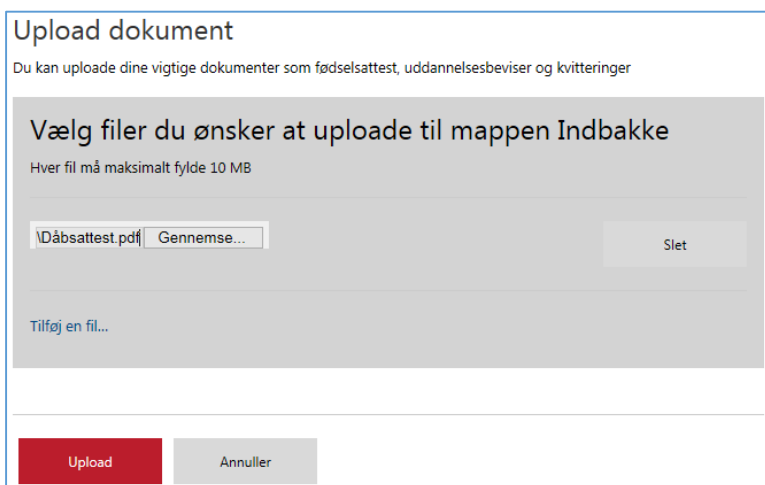 Upload dokument
Du kan uploade dine vigtige dokumenter som fødselsattest, uddannelsesbeviser og kvitteringer
Vælg filer du ønsker at uploade til mappen Indbakke
Hver fil må maksimalt fylde 10 MB
\Dåbsattest.pdf Gennemse... Slet
Tilføj en fil...
Upload Annuller